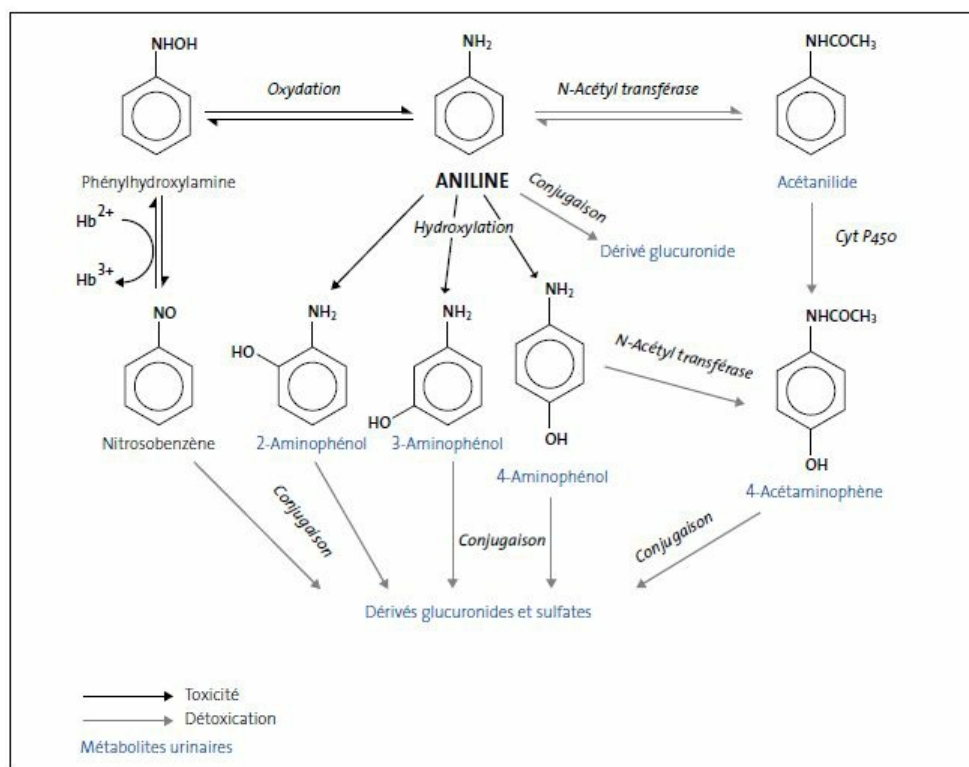 NHOH
NH2
NHCOCH3
Oxydation
N-Acétyl transférase
Phénylhydroxylamine
ANILINE
Acétanilide
Conjugaison
Hb2+
Hydroxylation
Dérivé glucuronide
Cyt P450
Hb3+
NO
NH2
NH2
NH2
NHCOCH3
HO
N-Acétyl transférase
HO
Nitrosobenzène
2-Aminophénol
3-Aminophénol
OH
4-Aminophénol
OH
4-Acétaminophène
Conjugaison
Conjugaison
Conjugaison
Dérivés glucuronides et sulfates
Toxicité
Détoxication
Métabolites urinaires